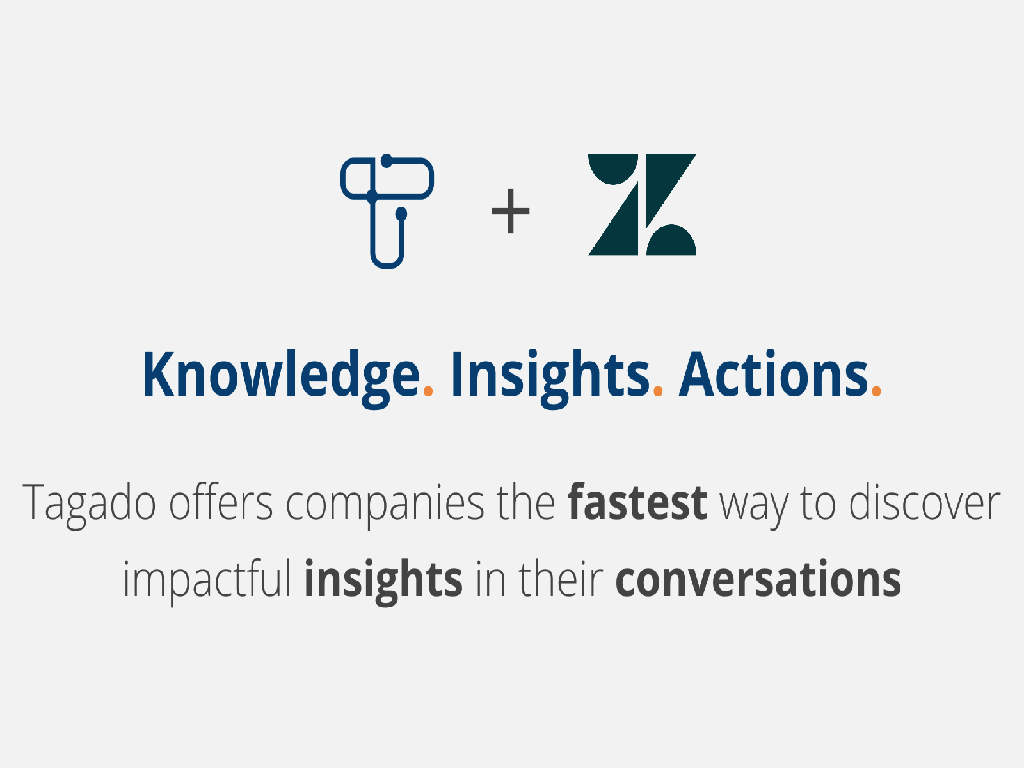 +
Knowledge. Insights. Actions.
Tagado offers companies the fastest way to discover
impactful insights in their conversations